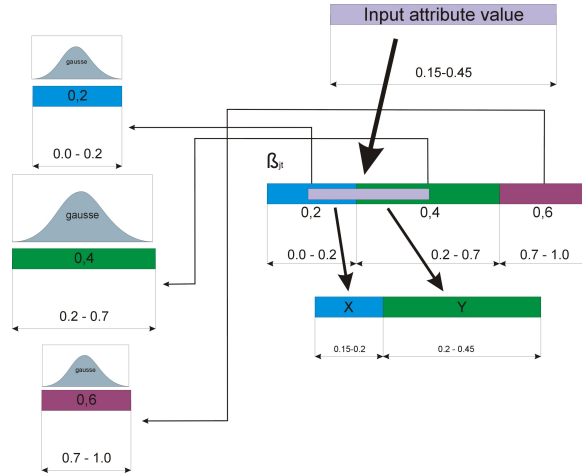 Input attribute value
0.15-0.45
gausse
0,2
0.0 - 0.2
gausse
0,4
0.2 - 0.7
gausse
0,6
0.7 - 1.0
ßjt
0,2 0,4 0,6
0.0 - 0.2 0.2 - 0.7 0.7 - 1.0
X Y
0.15-0.2 0.2 - 0.45